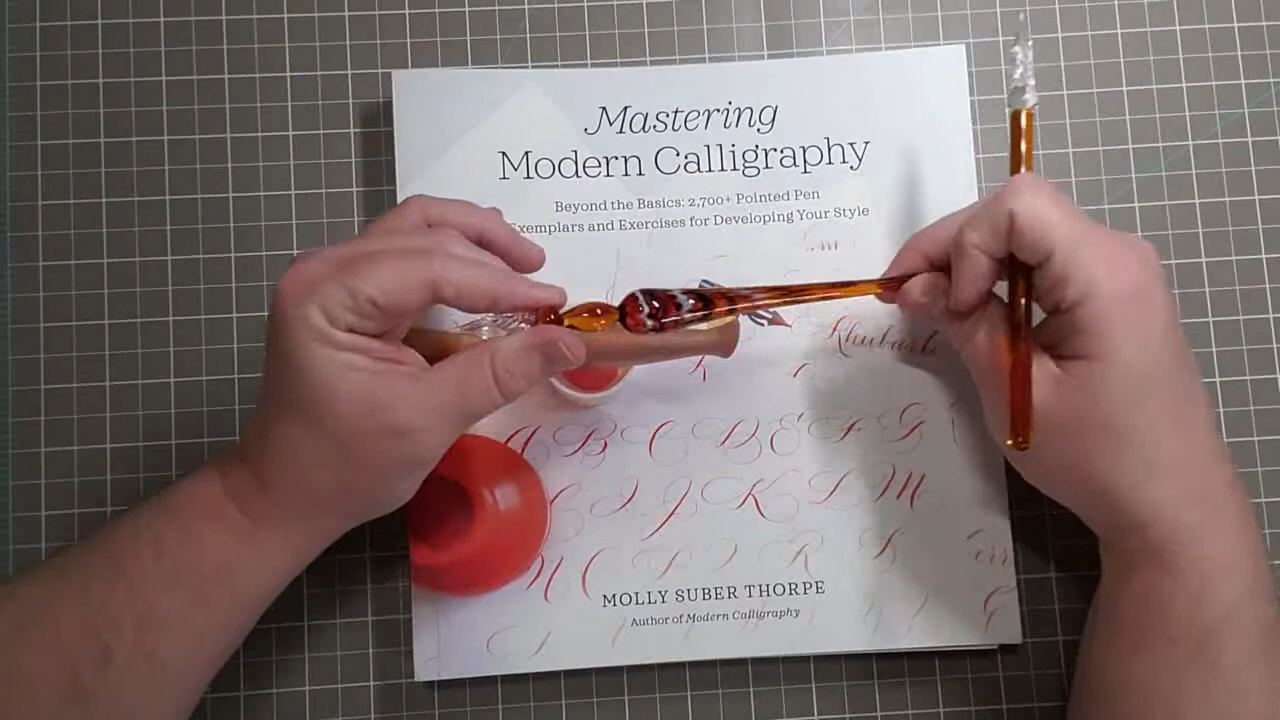 Mastering
Modern Calligraphy
Beyond the Basics: 2,700+ Pointed Pen
Exemplars and Exercises for Developing Your Style
Rhubarb
A B C D E F G
I J K L M
N
MOLLY SUBER THORPE
Author of Modern Calligraphy